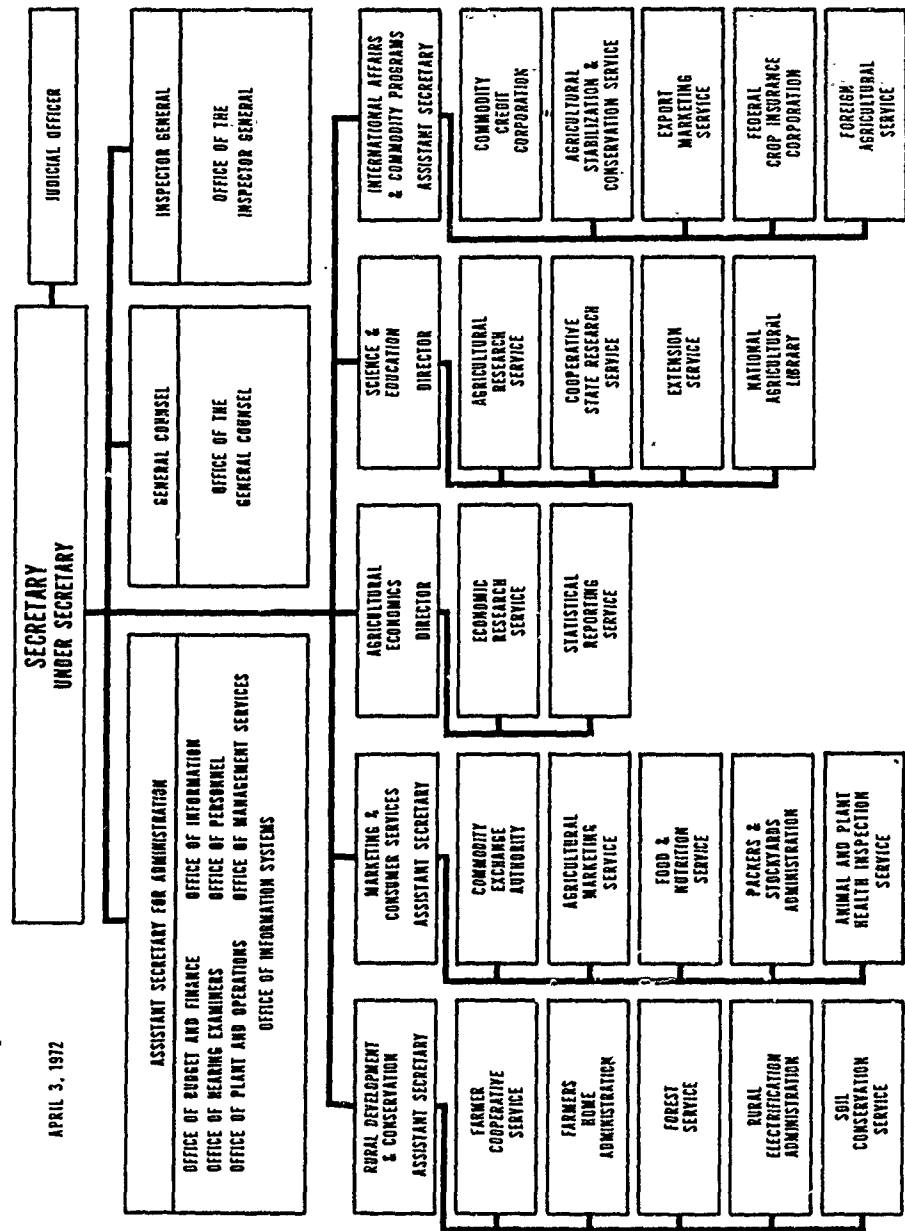 APRIL 3, 1972
SECRETARY
UNDER SECRETARY
JUDICIAL OFFICER
ASSISTANT SECRETARY FOR ADMINISTRATION
OFFICE OF BUDGET AND FINANCE
OFFICE OF HEARING EXAMINERS
OFFICE OF PLANT AND OPERATIONS
OFFICE OF INFORMATION
OFFICE OF PERSONNEL
OFFICE OF MANAGEMENT SERVICES
OFFICE OF INFORMATION SYSTEMS
GENERAL COUNSEL
OFFICE OF THE
GENERAL COUNSEL
INSPECTOR GENERAL
OFFICE OF THE
INSPECTOR GENERAL
RURAL DEVELOPMENT
& CONSERVATION
ASSISTANT SECRETARY
FARMER
COOPERATIVE
SERVICE
FARMERS
HOME
ADMINISTRATION
FOREST
SERVICE
RURAL
ELECTRIFICATION
ADMINISTRATION
SOIL
CONSERVATION
SERVICE
MARKETING &
CONSUMER SERVICES
ASSISTANT SECRETARY
COMMODITY
EXCHANGE
AUTHORITY
AGRICULTURAL
MARKETING
SERVICE
FOOD &
NUTRITION
SERVICE
PACKERS &
STOCKYARDS
ADMINISTRATION
ANIMAL AND PLANT
HEALTH INSPECTION
SERVICE
AGRICULTURAL
ECONOMICS
DIRECTOR
ECONOMIC
RESEARCH
SERVICE
STATISTICAL
REPORTING
SERVICE
SCIENCE &
EDUCATION
DIRECTOR
AGRICULTURAL
RESEARCH
SERVICE
COOPERATIVE
STATE RESEARCH
SERVICE
EXTENSION
SERVICE
NATIONAL
AGRICULTURAL
LIBRARY
INTERNATIONAL AFFAIRS
& COMMODITY PROGRAMS
ASSISTANT SECRETARY
COMMODITY
CREDIT
CORPORATION
AGRICULTURAL
STABILIZATION &
CONSERVATION SERVICE
EXPORT
MARKETING
SERVICE
FEDERAL
CROP INSURANCE
CORPORATION
FOREIGN
AGRICULTURAL
SERVICE